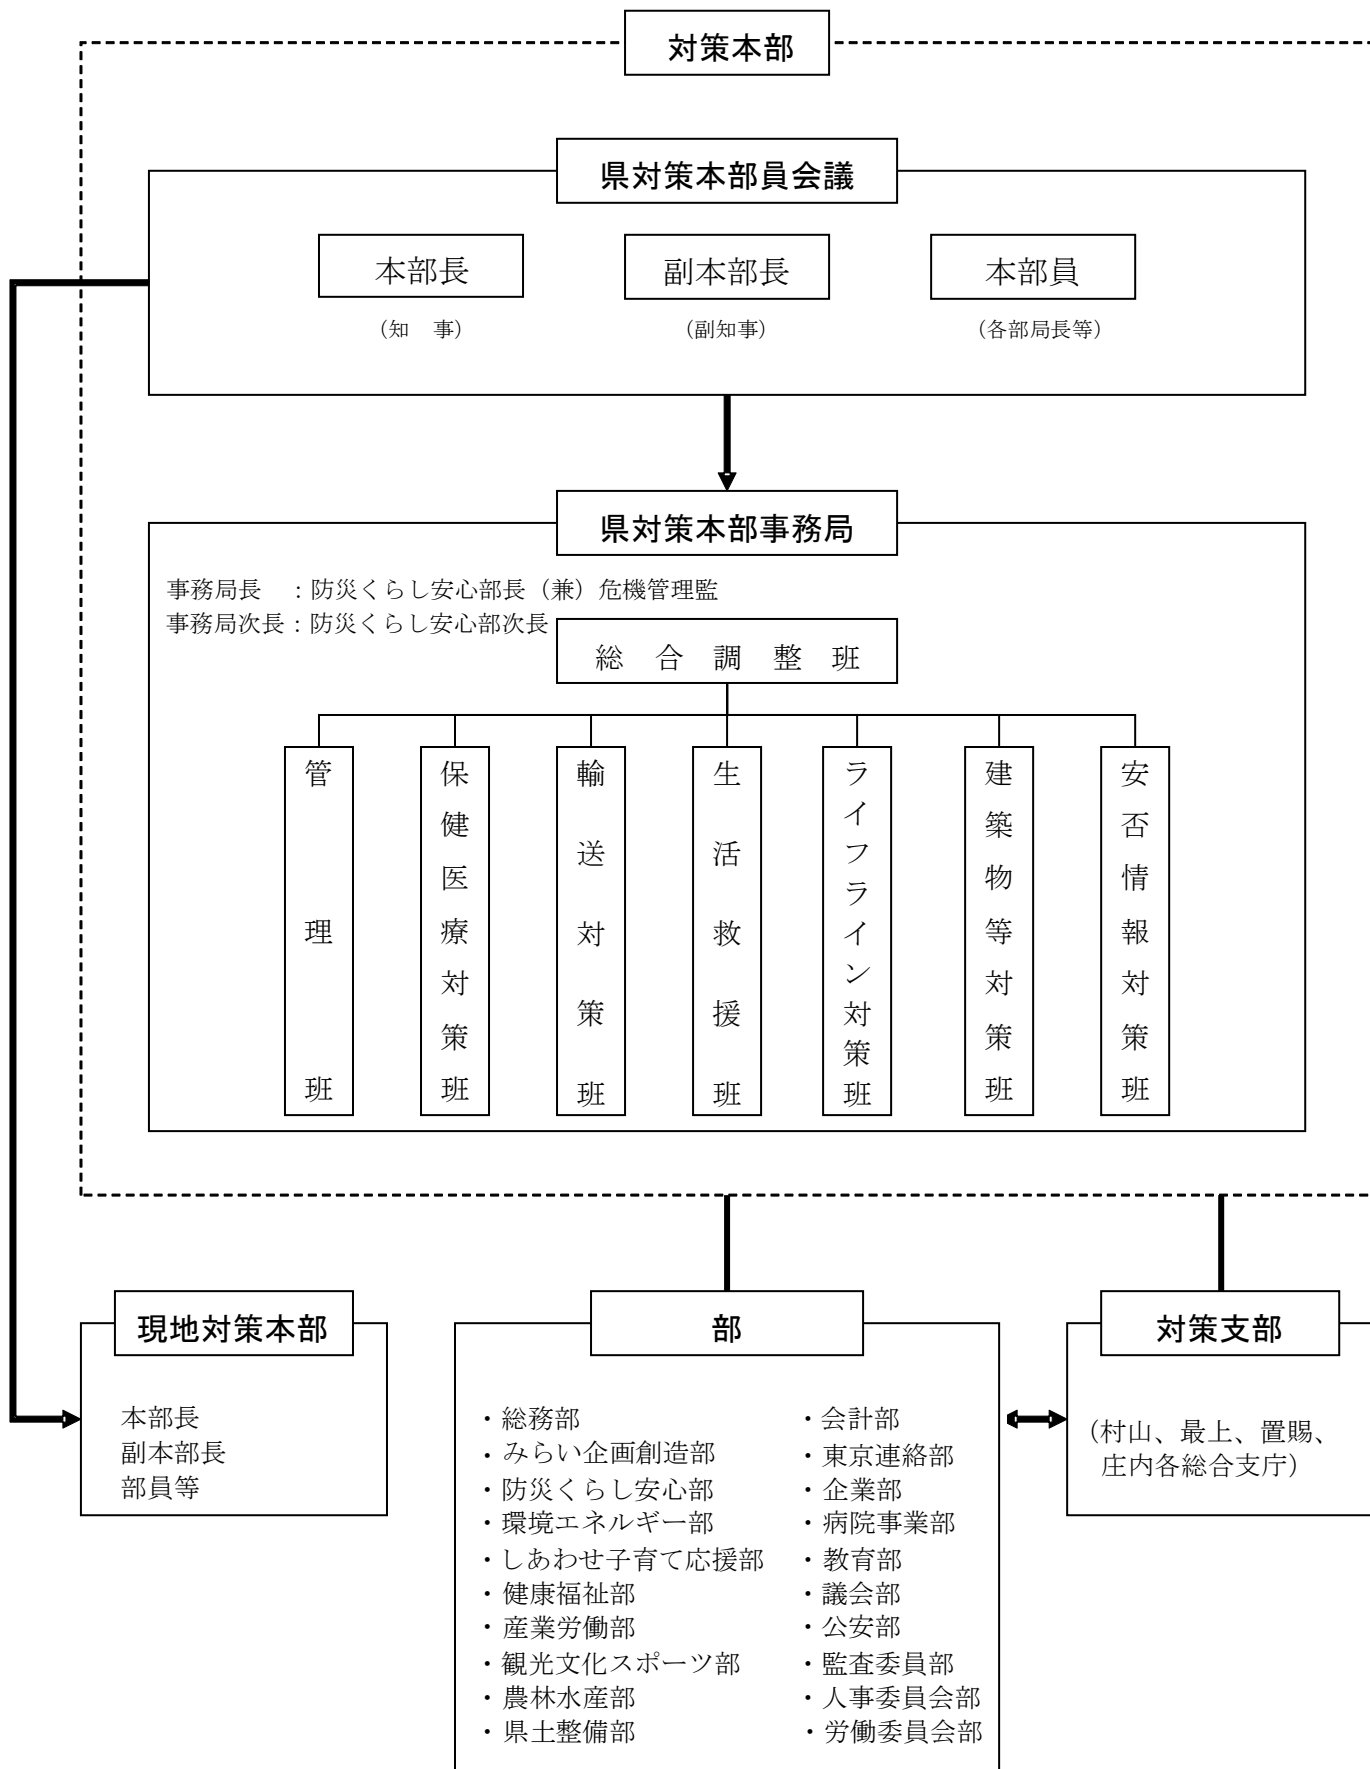 対策本部
県対策本部員会議
本部長
副本部長
本部員
（知　事）
（副知事）
（各部局長等）
県対策本部事務局
事務局長　：防災くらし安心部長（兼）危機管理監
事務局次長：防災くらし安心部次長
総　合　調　整　班
管理班
保健医療対策班
輸送対策班
生活救援班
ライフライン対策班
建築物等対策班
安否情報対策班
現地対策本部
本部長
副本部長
部員等
部
・総務部
・みらい企画創造部
・防災くらし安心部
・環境エネルギー部
・しあわせ子育て応援部
・健康福祉部
・産業労働部
・観光文化スポーツ部
・農林水産部
・県土整備部
・会計部
・東京連絡部
・企業部
・病院事業部
・教育部
・議会部
・公安部
・監査委員部
・人事委員会部
・労働委員会部
対策支部
（村山、最上、置賜、
庄内各総合支庁）